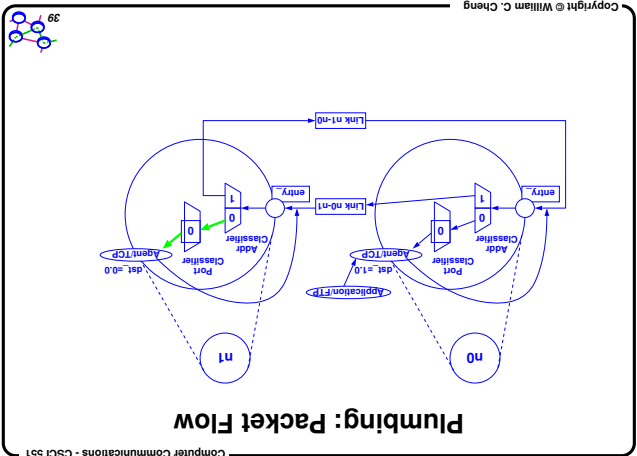 Computer Communications - CSCI 551
Plumbing: Packet Flow
n0
n1
Application/FTP
Port
Classifier
dst_=1.0
Agent/TCP
Addr
Classifier
0
0
1
entry_
Link n0-n1
Port
Classifier
dst_=0.0
Agent/TCP
Addr
Classifier
0
0
1
entry_
Link n1-n0
39
Copyright © William C. Cheng